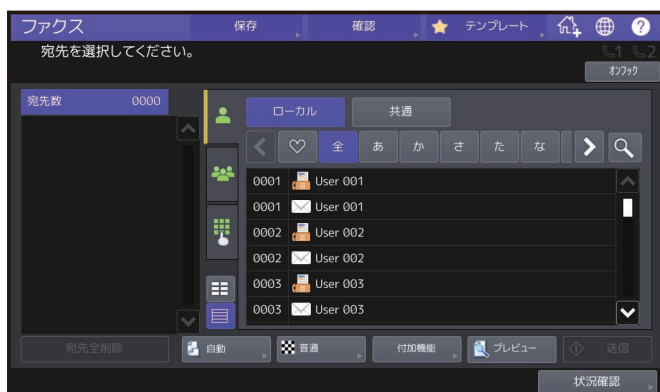 ファクス
保存
確認
テンプレート
?
宛先を選択してください。
1 2
オンフック
宛先数 0000
ローカル
共通
全 あ か さ た な
0001 User 001
0001 User 001
0002 User 002
0002 User 002
0003 User 003
0003 User 003
宛先全削除
自動
普通
付加機能
プレビュー
送信
状況確認